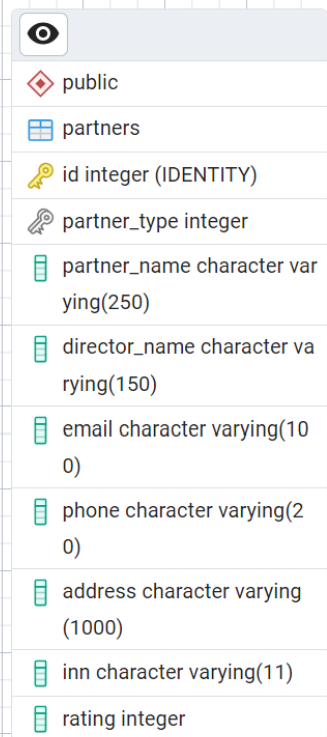 public
partners
id integer (IDENTITY)
partner_type integer
partner_name character var
ying(250)
director_name character va
rying(150)
email character varying(10
0)
phone character varying(2
0)
address character varying
(1000)
inn character varying(11)
rating integer